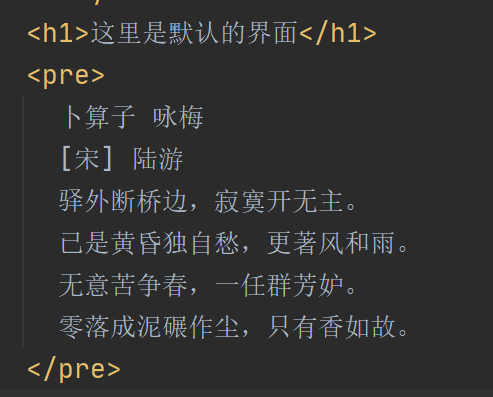 <h1>这里是默认的界面</h1>
<pre>
卜算子 咏梅
[宋] 陆游
驿外断桥边，寂寞开无主。
已是黄昏独自愁，更著风和雨。
无意苦争春，一任群芳妒。
零落成泥碾作尘，只有香如故。
</pre>